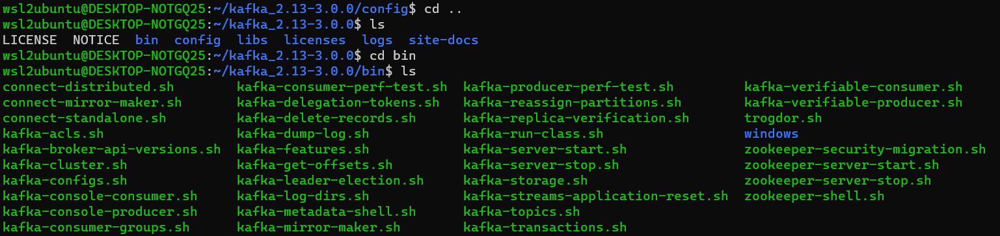 wsl2ubuntu@DESKTOP-NOTGQ25:~/kafka_2.13-3.0.0/config$ cd ..
wsl2ubuntu@DESKTOP-NOTGQ25:~/kafka_2.13-3.0.0$ ls
LICENSE  NOTICE  bin  config  libs  licenses  logs  site-docs
wsl2ubuntu@DESKTOP-NOTGQ25:~/kafka_2.13-3.0.0$ cd bin
wsl2ubuntu@DESKTOP-NOTGQ25:~/kafka_2.13-3.0.0/bin$ ls
connect-distributed.sh  kafka-consumer-perf-test.sh  kafka-producer-perf-test.sh  kafka-verifiable-consumer.sh
connect-mirror-maker.sh  kafka-delegation-tokens.sh  kafka-reassign-partitions.sh  kafka-verifiable-producer.sh
connect-standalone.sh  kafka-delete-records.sh  kafka-replica-verification.sh  trogdor.sh
kafka-acls.sh  kafka-dump-log.sh  kafka-run-class.sh  windows
kafka-broker-api-versions.sh  kafka-features.sh  kafka-server-start.sh  zookeeper-security-migration.sh
kafka-cluster.sh  kafka-get-offsets.sh  kafka-server-stop.sh  zookeeper-server-start.sh
kafka-configs.sh  kafka-leader-election.sh  kafka-storage.sh  zookeeper-server-stop.sh
kafka-console-consumer.sh  kafka-log-dirs.sh  kafka-streams-application-reset.sh  zookeeper-shell.sh
kafka-console-producer.sh  kafka-metadata-shell.sh  kafka-topics.sh
kafka-consumer-groups.sh  kafka-mirror-maker.sh  kafka-transactions.sh